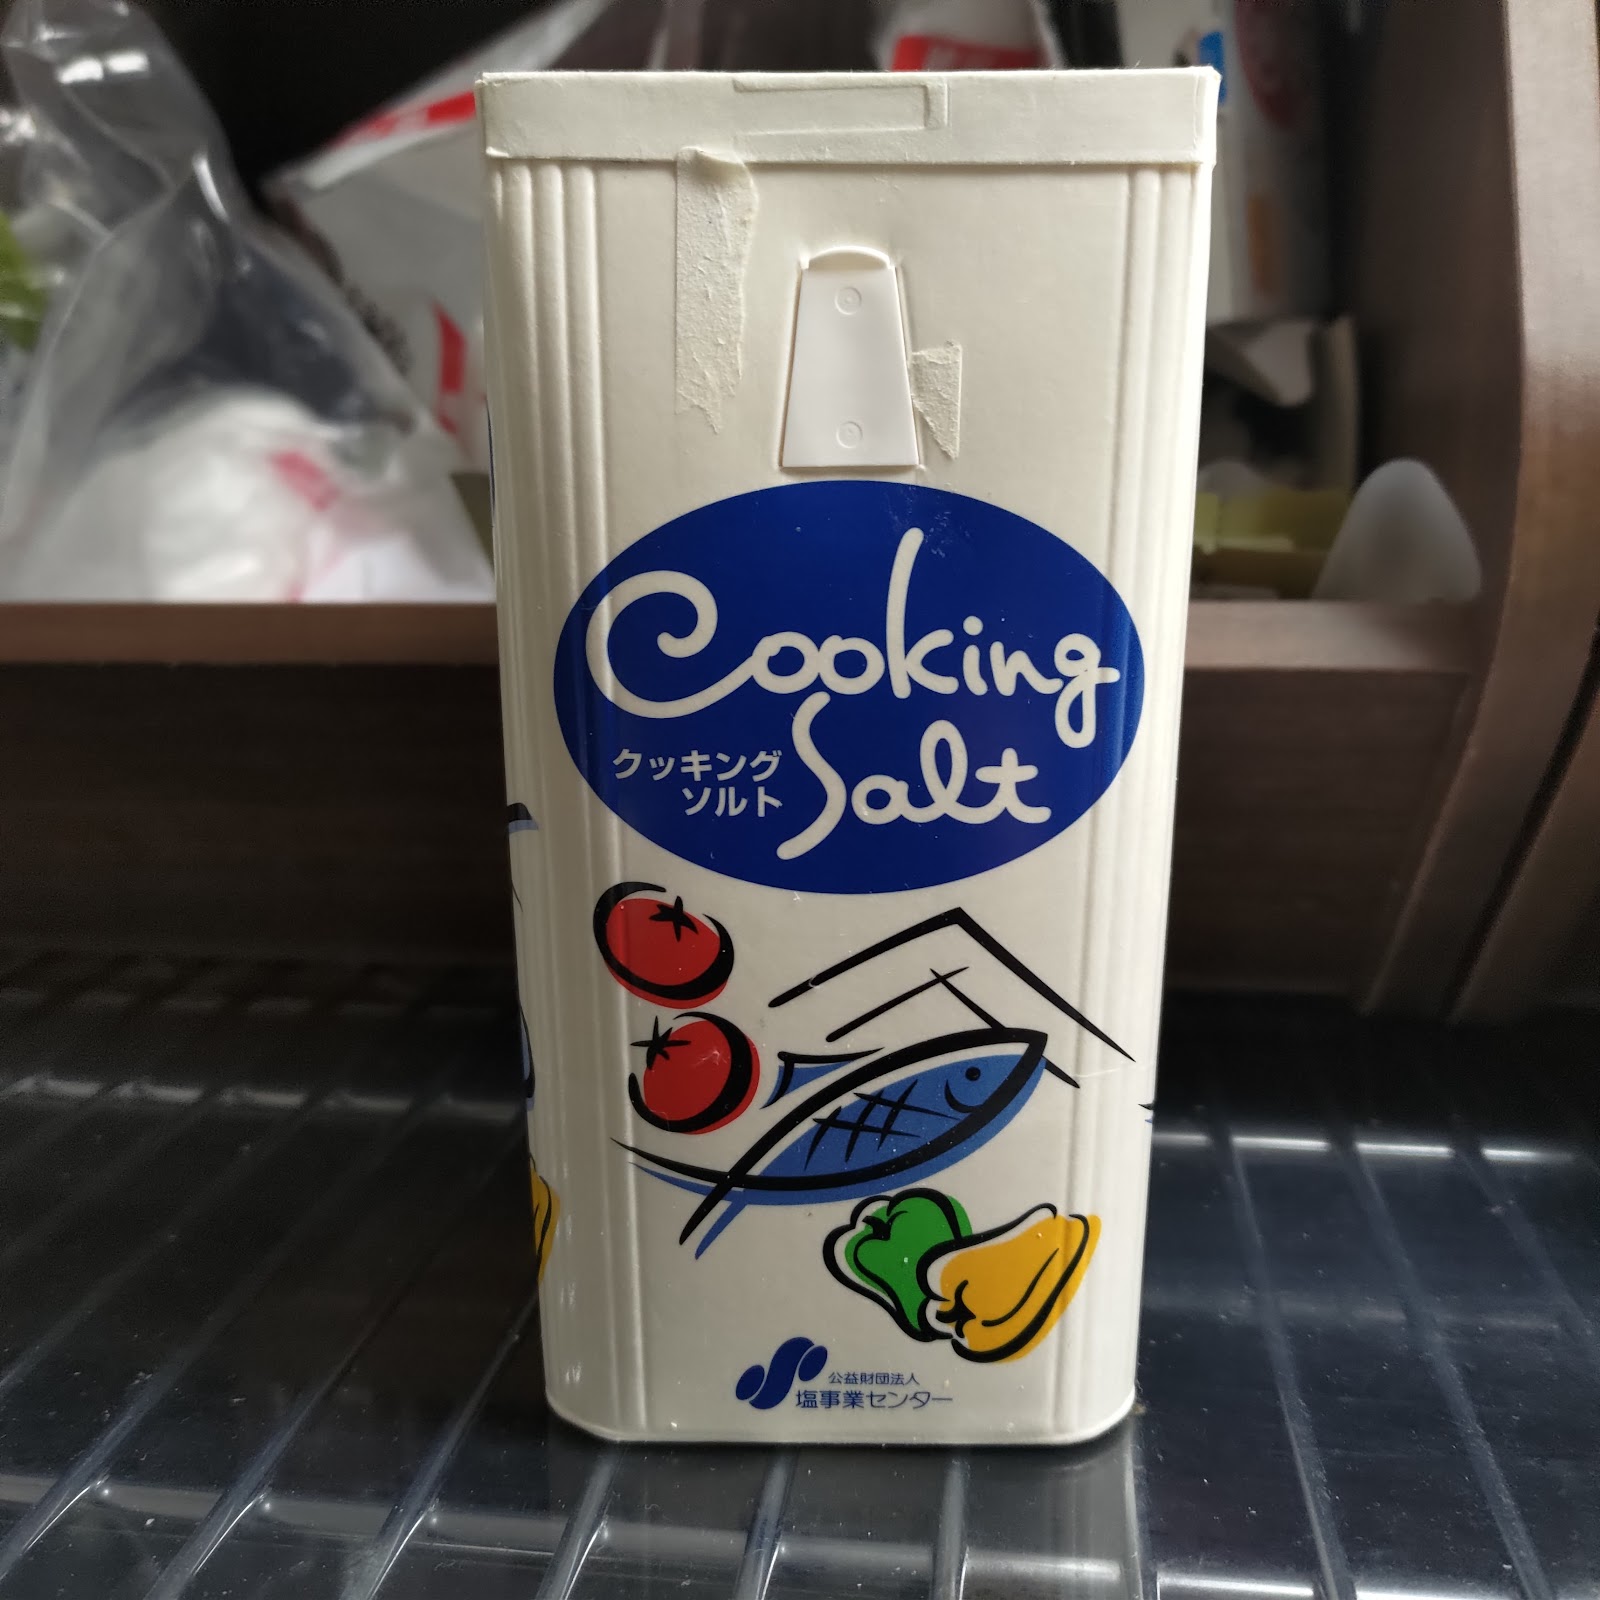 Cooking
Salt
クッキング
ソルト
公益財団法人
塩事業センター